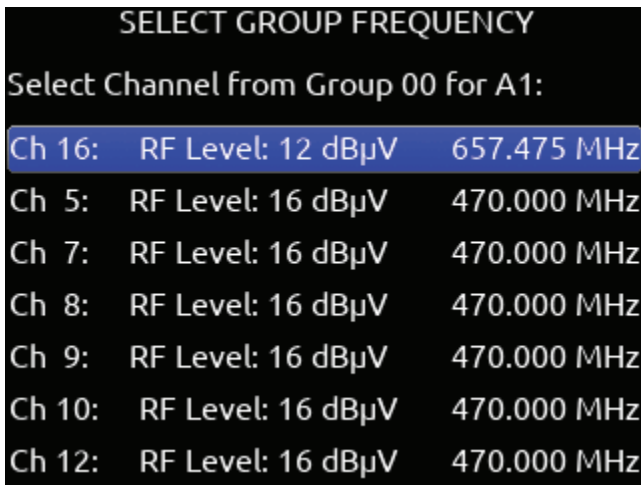 SELECT GROUP FREQUENCY
Select Channel from Group 00 for A1:
Ch 16: RF Level: 12 dBµV 657.475 MHz
Ch 5: RF Level: 16 dBµV 470.000 MHz
Ch 7: RF Level: 16 dBµV 470.000 MHz
Ch 8: RF Level: 16 dBµV 470.000 MHz
Ch 9: RF Level: 16 dBµV 470.000 MHz
Ch 10: RF Level: 16 dBµV 470.000 MHz
Ch 12: RF Level: 16 dBµV 470.000 MHz